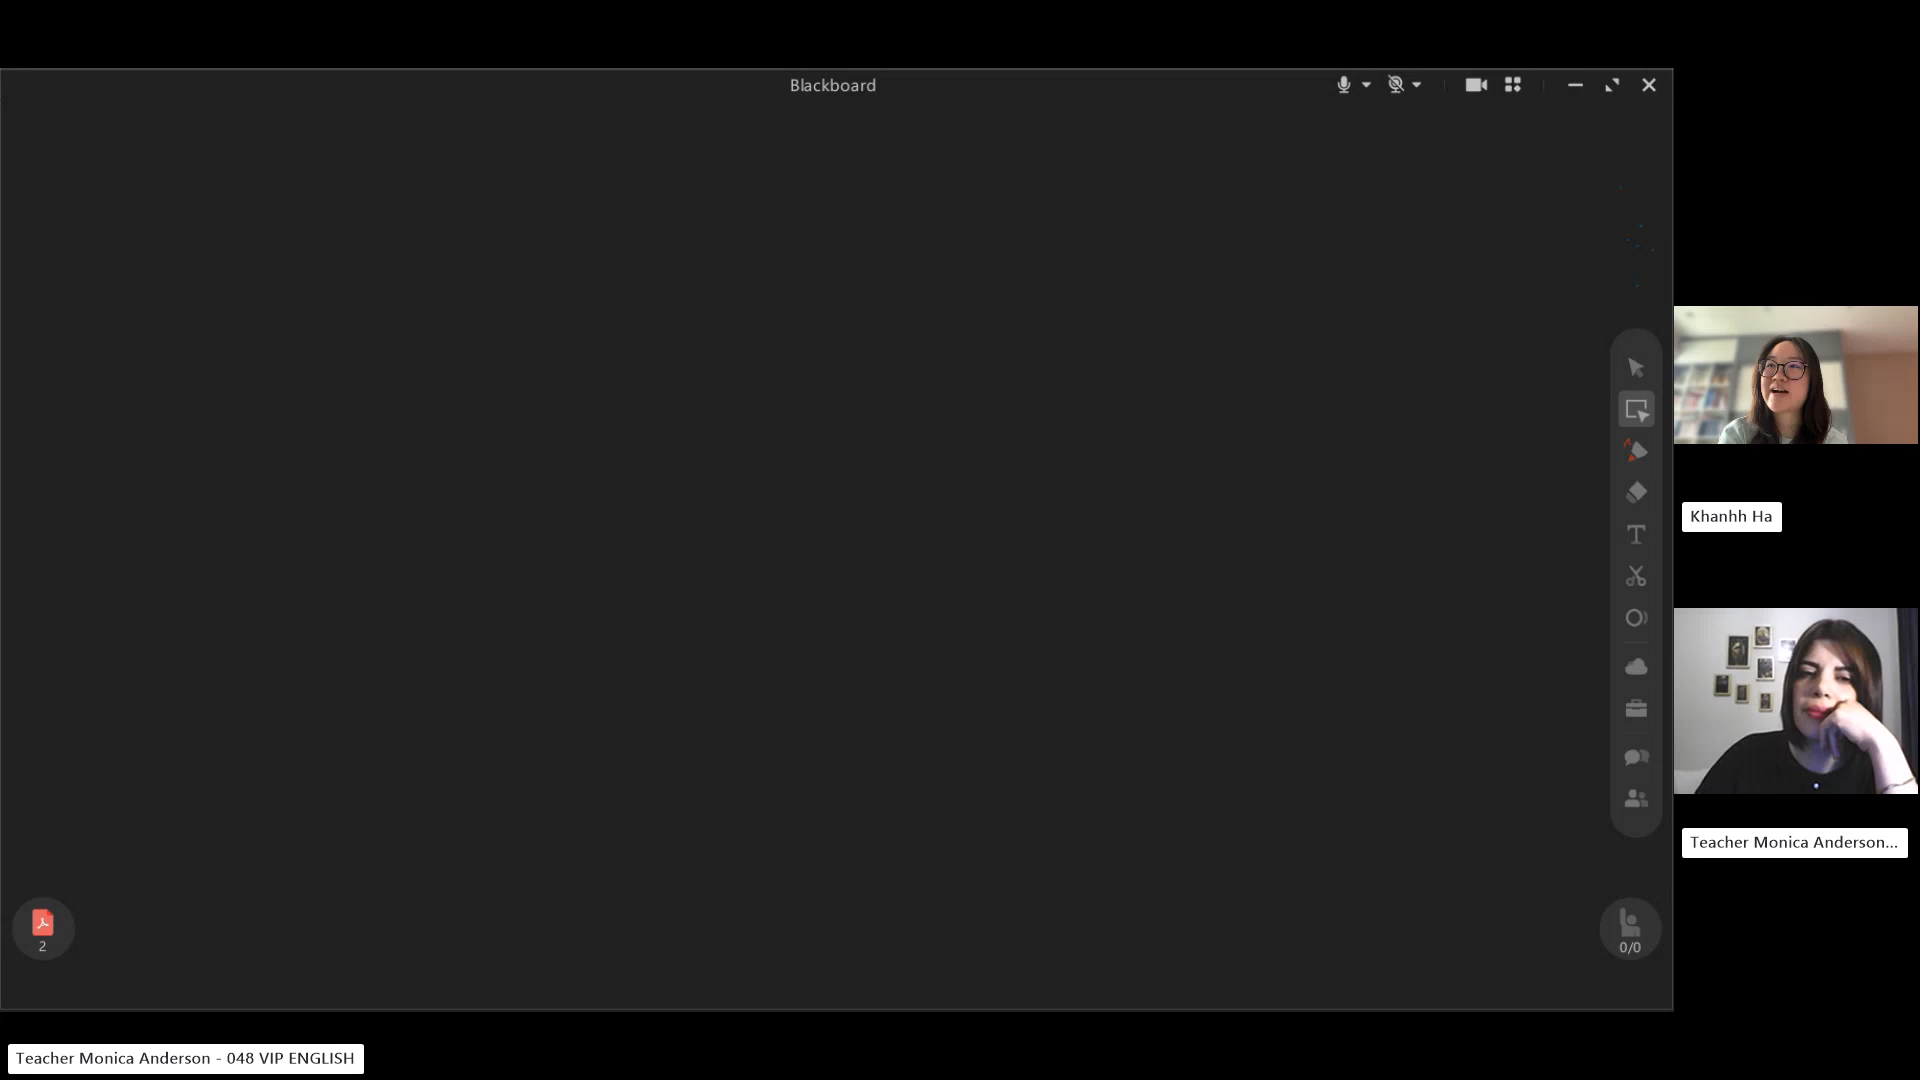 Blackboard
Khanhh Ha
Teacher Monica Anderson...
2
0/0
Teacher Monica Anderson - 048 VIP ENGLISH